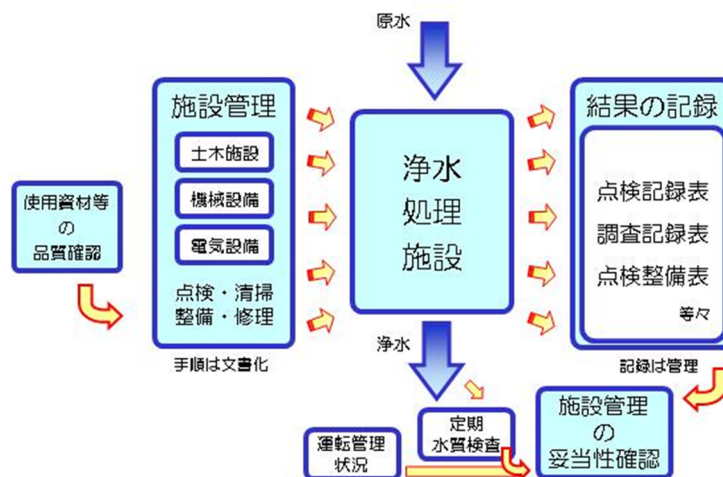 原水
施設管理
土木施設
機械設備
電気設備
点検・清掃
整備・修理
手順は文書化
使用資材等
の
品質確認
浄水
処理
施設
結果の記録
点検記録表
調査記録表
点検整備表
等々
記録は管理
浄水
定期
水質検査
運転管理
状況
施設管理
の
妥当性確認